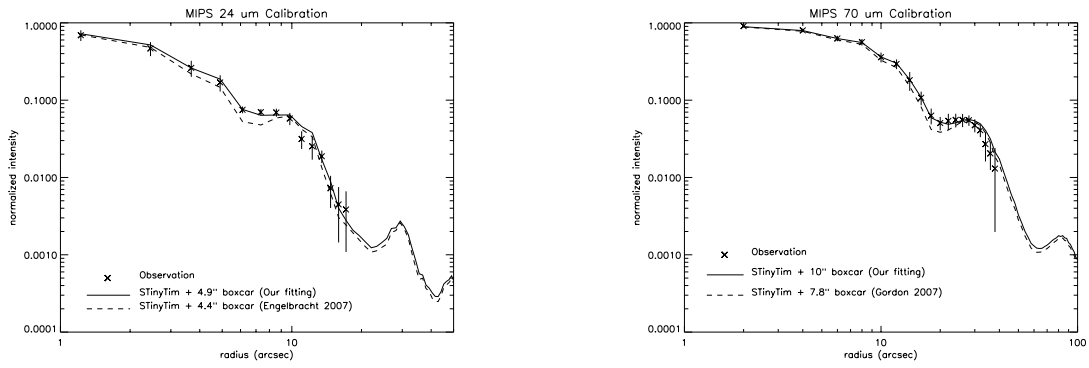 MIPS 24 um Calibration
1.0000
0.1000
0.0100
0.0010
0.0001
normalized intensity
Observation
STinyTim + 4.9" boxcar (Our fitting)
STinyTim + 4.4" boxcar (Engelbracht 2007)
1
10
radius (arcsec)
MIPS 70 um Calibration
1.0000
0.1000
0.0100
0.0010
0.0001
normalized intensity
Observation
STinyTim + 10" boxcar (Our fitting)
STinyTim + 7.8" boxcar (Gordon 2007)
1
10
100
radius (arcsec)